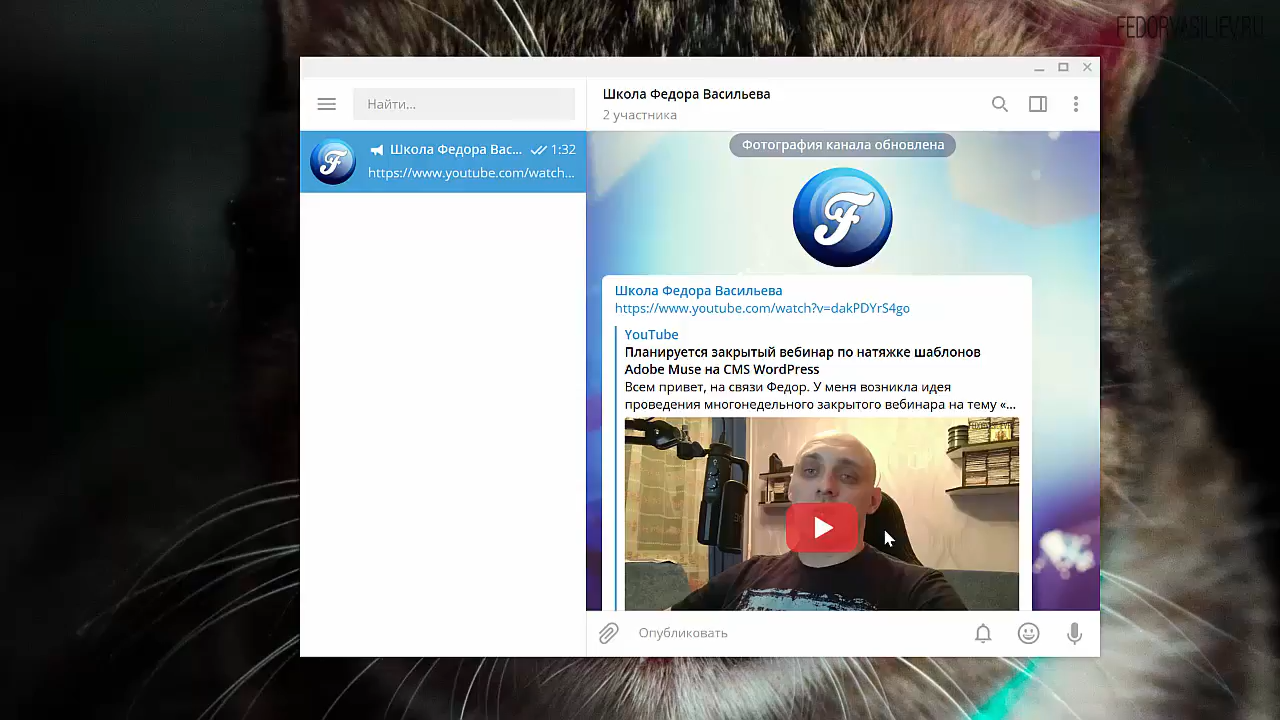 FEDORVASILIEV.RU
Найти...
Школа Федора Васильева
2 участника
Школа Федора Вас... 1:32
https://www.youtube.com/watch...
Фотография канала обновлена
F
Школа Федора Васильева
https://www.youtube.com/watch?v=dakPDYrS4go
YouTube
Планируется закрытый вебинар по натяжке шаблонов
Adobe Muse на CMS WordPress
Всем привет, на связи Федор. У меня возникла идея
проведения многонедельного закрытого вебинара на тему «...
Опубликовать